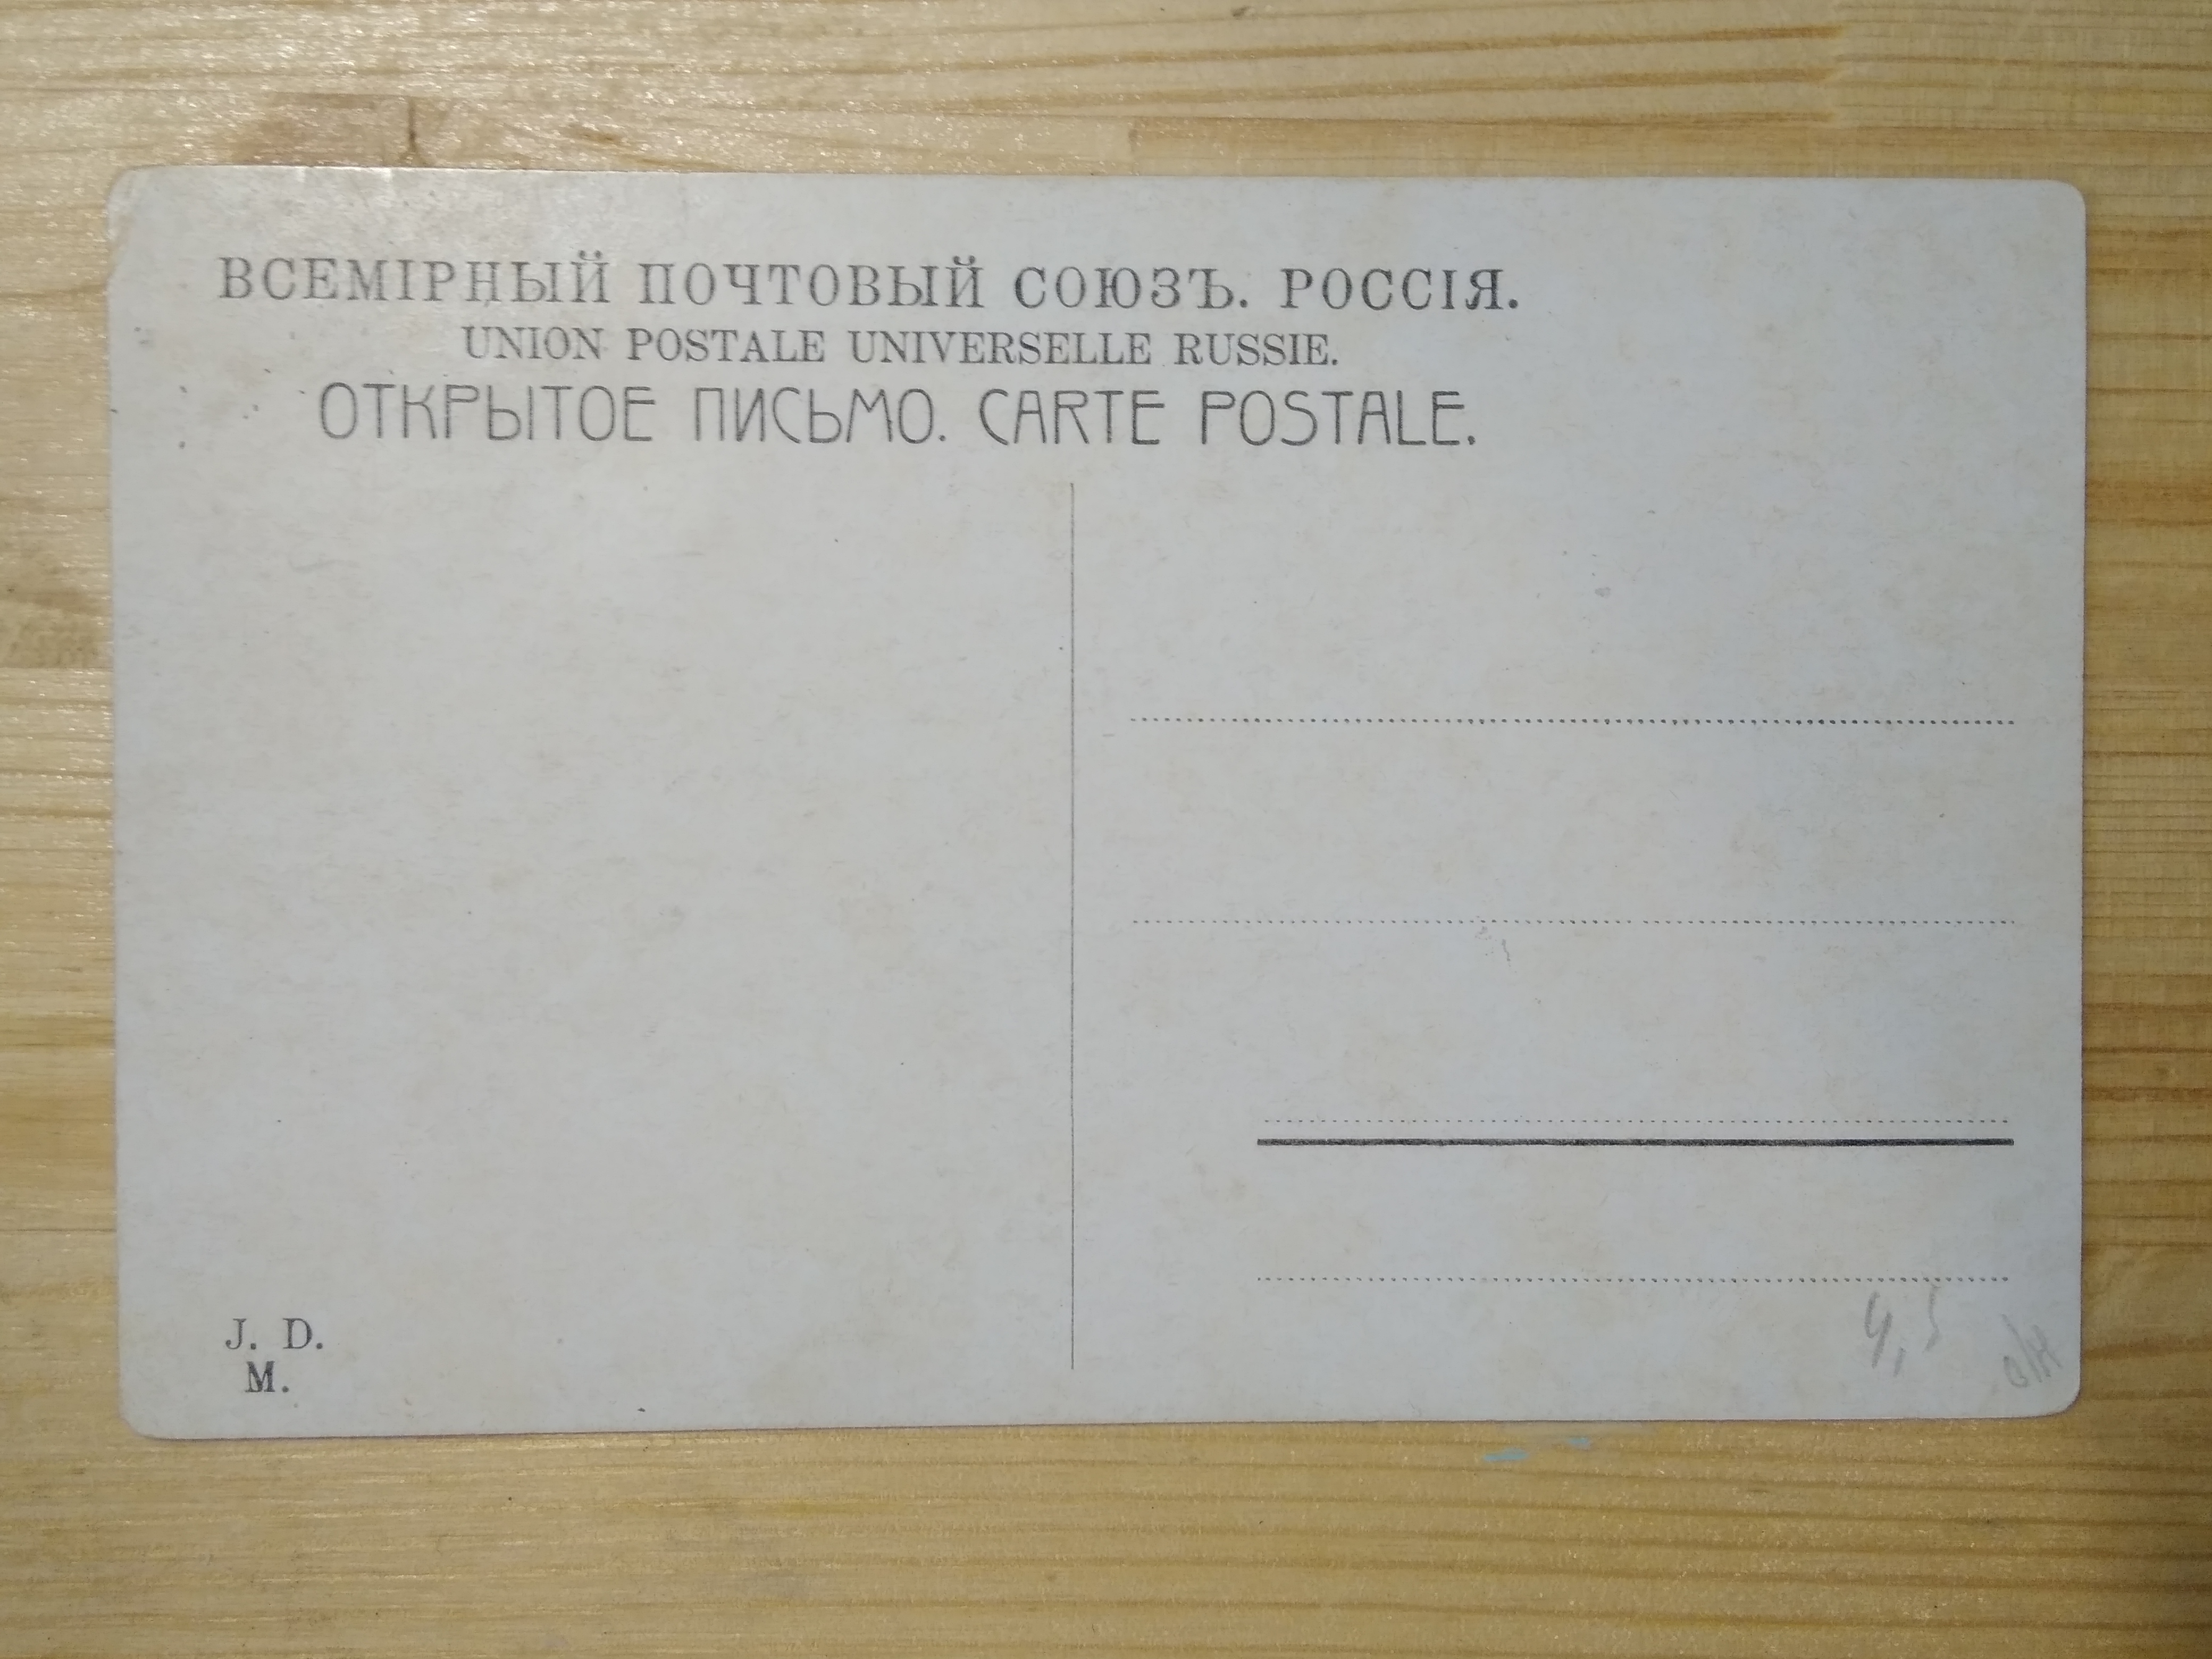 ВСЕМІРНЫЙ ПОЧТОВЫЙ СОЮЗЪ. РОССІЯ.
UNION POSTALE UNIVERSELLE RUSSIE.
ОТКРЫТОЕ ПИСЬМО. CARTE POSTALE.
J. D.
M.